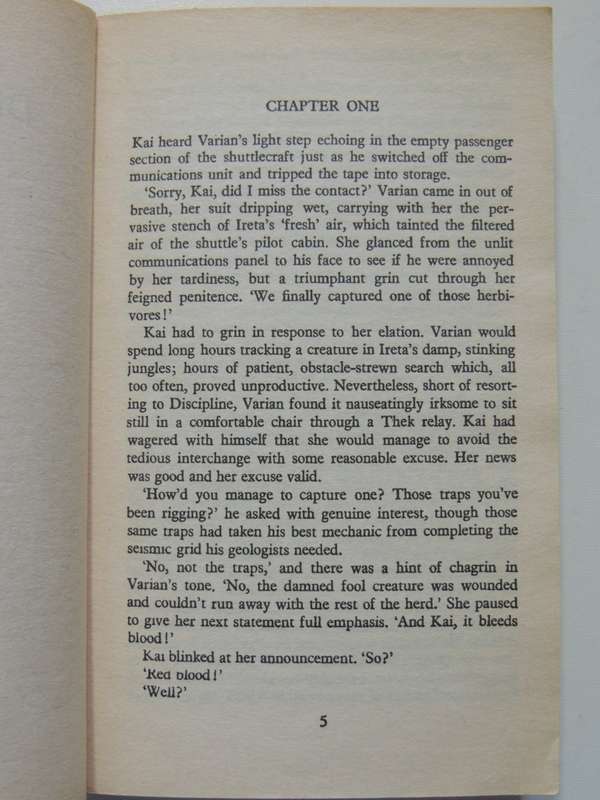 CHAPTER ONE
Kai heard Varian's light step echoing in the empty passenger
section of the shuttlecraft just as he switched off the com-
munications unit and tripped the tape into storage.
'Sorry, Kai, did I miss the contact?' Varian came in out of
breath, her suit dripping wet, carrying with her the per-
vasive stench of Ireta's 'fresh' air, which tainted the filtered
air of the shuttle's pilot cabin. She glanced from the unlit
communications panel to his face to see if he were annoyed
by her tardiness, but a triumphant grin cut through her
feigned penitence. 'We finally captured one of those herbi-
vores!'
Kai had to grin in response to her elation. Varian would
spend long hours tracking a creature in Ireta's damp, stinking
jungles; hours of patient, obstacle-strewn search which, all
too often, proved unproductive. Nevertheless, short of resort-
ing to Discipline, Varian found it nauseatingly irksome to sit
still in a comfortable chair through a Thek relay. Kai had
wagered with himself that she would manage to avoid the
tedious interchange with some reasonable excuse. Her news
was good and her excuse valid.
'How'd you manage to capture one? Those traps you've
been rigging?' he asked with genuine interest, though those
same traps had taken his best mechanic from completing the
seismic grid his geologists needed.
'No, not the traps,' and there was a hint of chagrin in
Varian's tone. 'No, the damned fool creature was wounded
and couldn't run away with the rest of the herd.' She paused
to give her next statement full emphasis. 'And Kai, it bleeds
blood!'
Kai blinked at her announcement. 'So?'
'Red blood!'
'Well?'
5